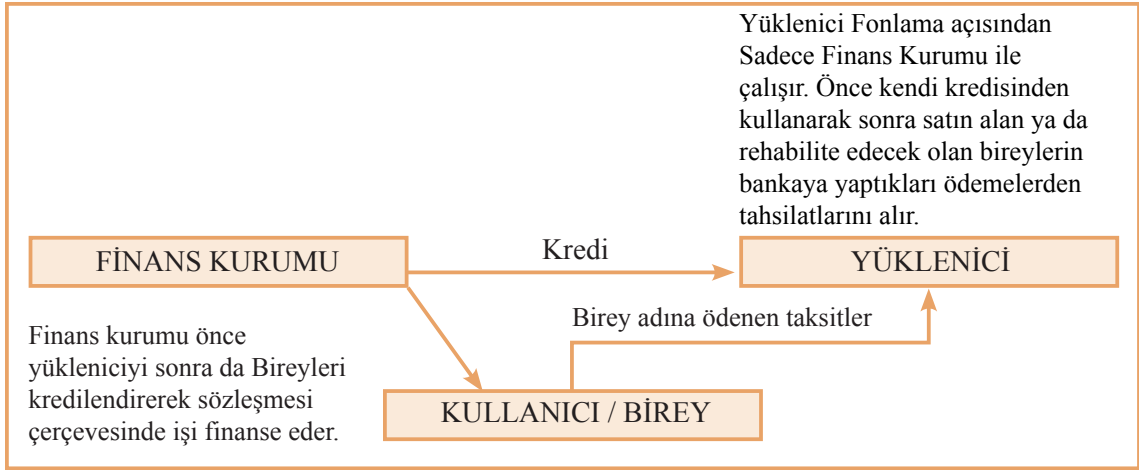 Yüklenici Fonlama açısından
Sadece Finans Kurumu ile
çalışır. Önce kendi kredisinden
kullanarak sonra satın alan ya da
rehabilite edecek olan bireylerin
bankaya yaptıkları ödemelerden
tahsilatlarını alır.
FİNANS KURUMU
Kredi
YÜKLENİCİ
Birey adına ödenen taksitler
Finans kurumu önce
yükleniciyi sonra da Bireyleri
kredilendirerek sözleşmesi
çerçevesinde işi finanse eder.
KULLANICI / BİREY